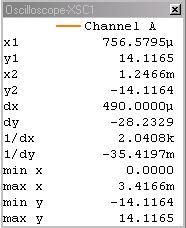 Oscilloscope-XSC1
Channel A
x1 756.5795µ
y1 14.1165
x2 1.2466m
y2 -14.1164
dx 490.0000µ
dy -28.2329
1/dx 2.0408k
1/dy -35.4197m
min x 0.0000
max x 3.4166m
min y -14.1164
max y 14.1165